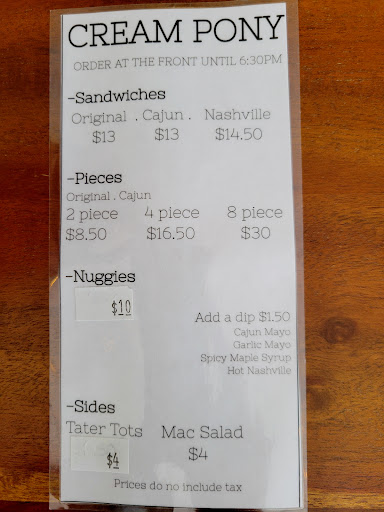 CREAM PONY
ORDER AT THE FRONT UNTIL 6:30PM
-Sandwiches
Original . Cajun . Nashville
$13 $13 $14.50
-Pieces
Original . Cajun
2 piece 4 piece 8 piece
$8.50 $16.50 $30
-Nuggies
$10
Add a dip $1.50
Cajun Mayo
Garlic Mayo
Spicy Maple Syrup
Hot Nashville
-Sides
Tater Tots Mac Salad
$4 $4
Prices do no include tax